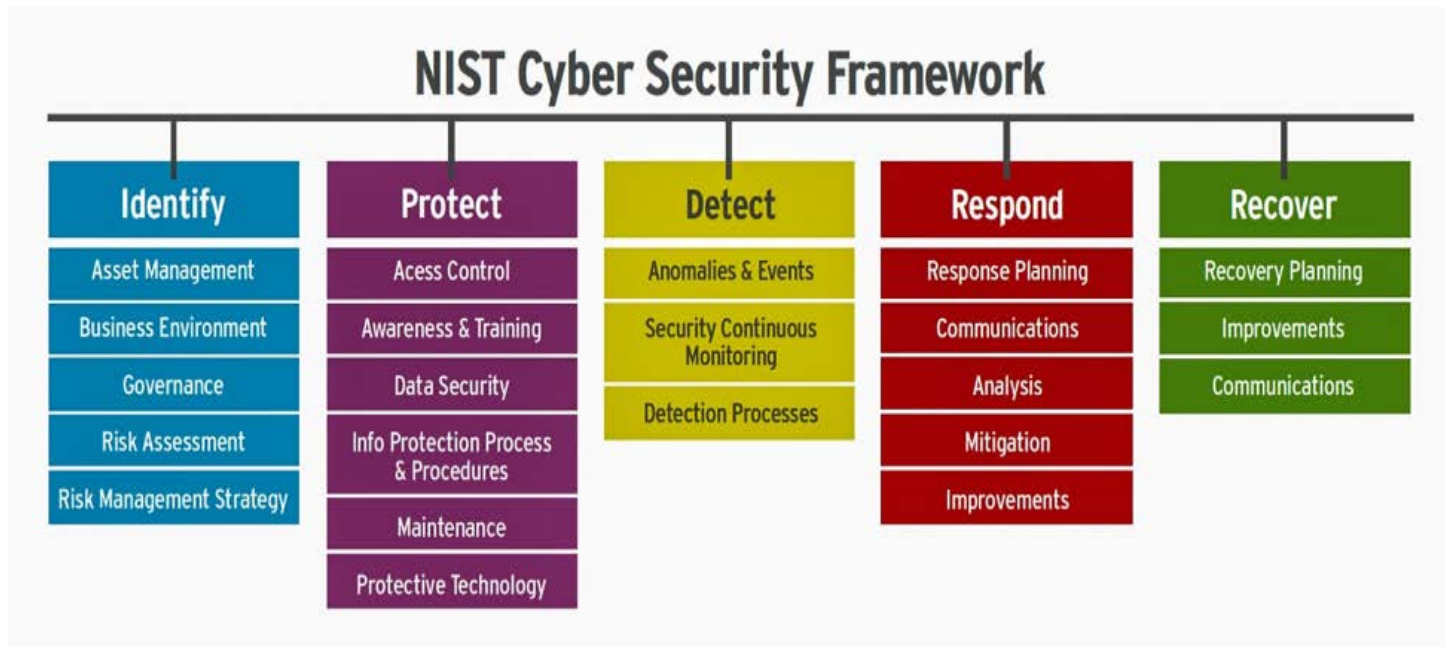 NIST Cyber Security Framework
Identify
Asset Management
Business Environment
Governance
Risk Assessment
Risk Management Strategy
Protect
Acess Control
Awareness & Training
Data Security
Info Protection Process
& Procedures
Maintenance
Protective Technology
Detect
Anomalies & Events
Security Continuous
Monitoring
Detection Processes
Respond
Response Planning
Communications
Analysis
Mitigation
Improvements
Recover
Recovery Planning
Improvements
Communications